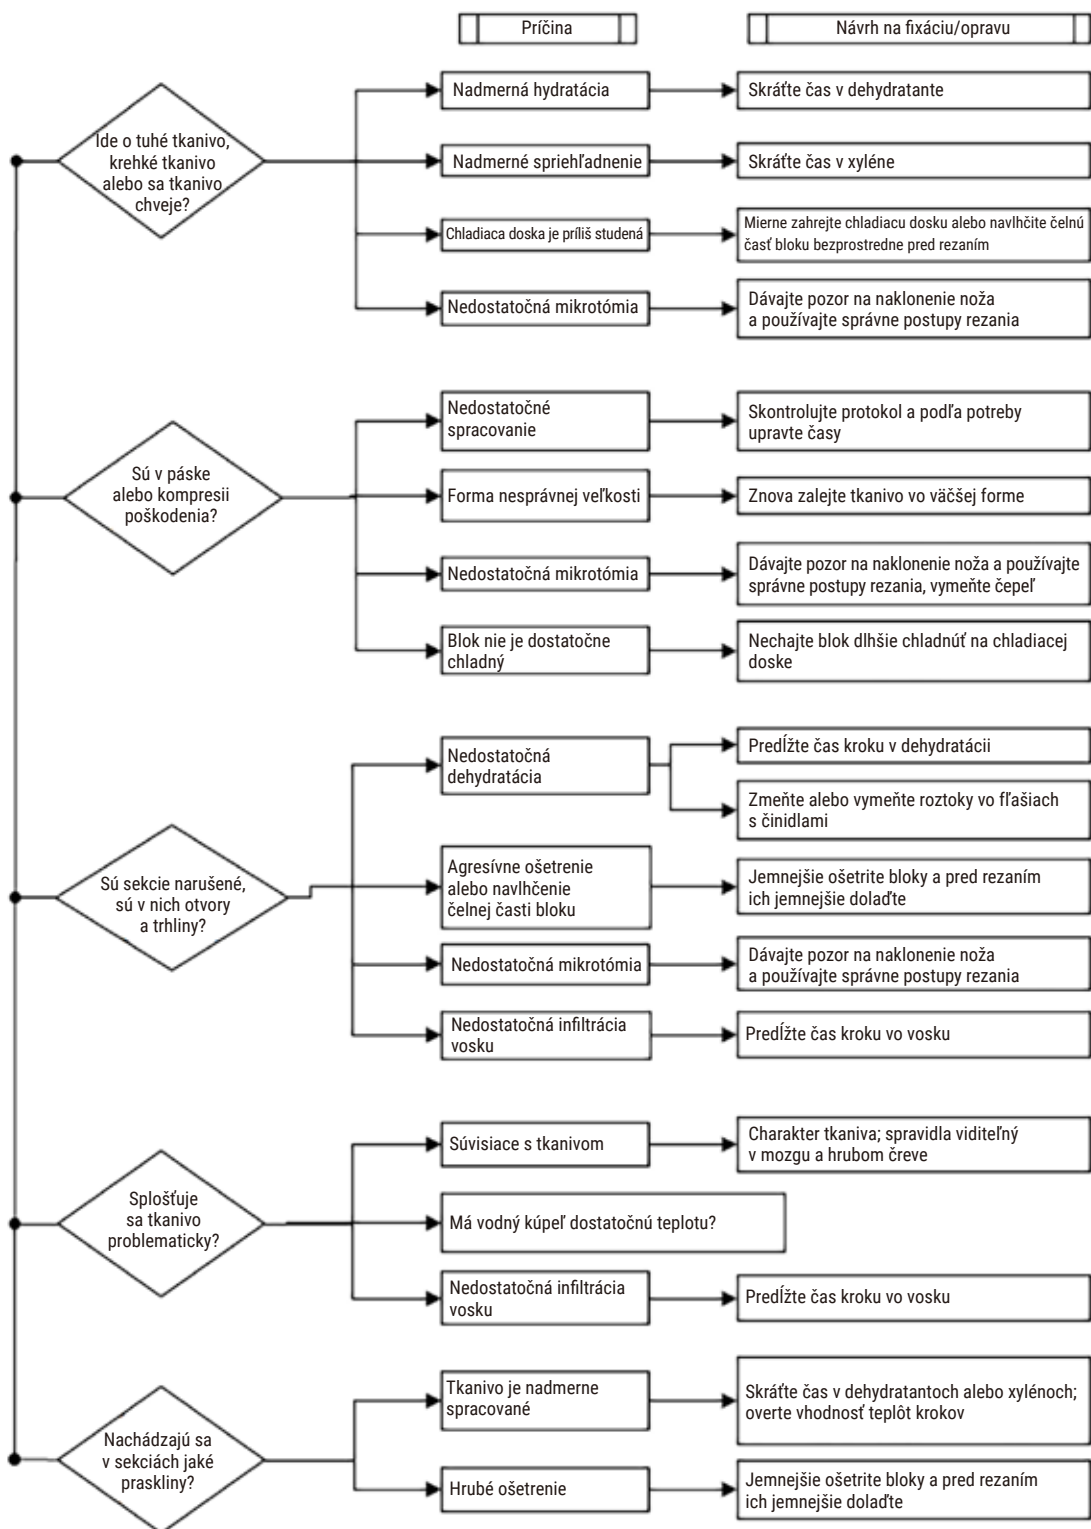 Príčina
Návrh na fixáciu/opravu
Ide o tuhé tkanivo,
krehké tkanivo
alebo sa tkanivo
chveje?
Nadmerná hydratácia
Skráťte čas v dehydratante
Nadmerné spriehľadnenie
Skráťte čas v xyléne
Chladiaca doska je príliš studená
Mierne zahrejte chladiacu dosku alebo navlhčite čelnú
časť bloku bezprostredne pred rezaním
Nedostatočná mikrotómia
Dávajte pozor na naklonenie noža
a používajte správne postupy rezania
Sú v páske
alebo kompresii
poškodenia?
Nedostatočné
spracovanie
Skontrolujte protokol a podľa potreby
upravte časy
Forma nesprávnej veľkosti
Znova zalejte tkanivo vo väčšej forme
Nedostatočná mikrotómia
Dávajte pozor na naklonenie noža a používajte
správne postupy rezania, vymeňte čepeľ
Blok nie je dostatočne
chladný
Nechajte blok dlhšie chladnúť na chladiacej
doske
Sú sekcie narušené,
sú v nich otvory
a trhliny?
Nedostatočná
dehydratácia
Predĺžte čas kroku v dehydratácii
Zmeňte alebo vymeňte roztoky vo fľašiach
s činidlami
Agresívne ošetrenie
alebo navlhčenie
čelnej časti bloku
Jemnejšie ošetrite bloky a pred rezaním
ich jemnejšie dolaďte
Nedostatočná mikrotómia
Dávajte pozor na naklonenie noža
a používajte správne postupy rezania
Nedostatočná infiltrácia
vosku
Predĺžte čas kroku vo vosku
Splošťuje
sa tkanivo
problematicky?
Súvisiace s tkanivom
Charakter tkaniva; spravidla viditeľný
v mozgu a hrubom čreve
Má vodný kúpeľ dostatočnú teplotu?
Nedostatočná infiltrácia
vosku
Predĺžte čas kroku vo vosku
Nachádzajú sa
v sekciách jaké
praskliny?
Tkanivo je nadmerne
spracované
Skráťte čas v dehydratantoch alebo xylénoch;
overte vhodnosť teplôt krokov
Hrubé ošetrenie
Jemnejšie ošetrite bloky a pred rezaním
ich jemnejšie dolaďte